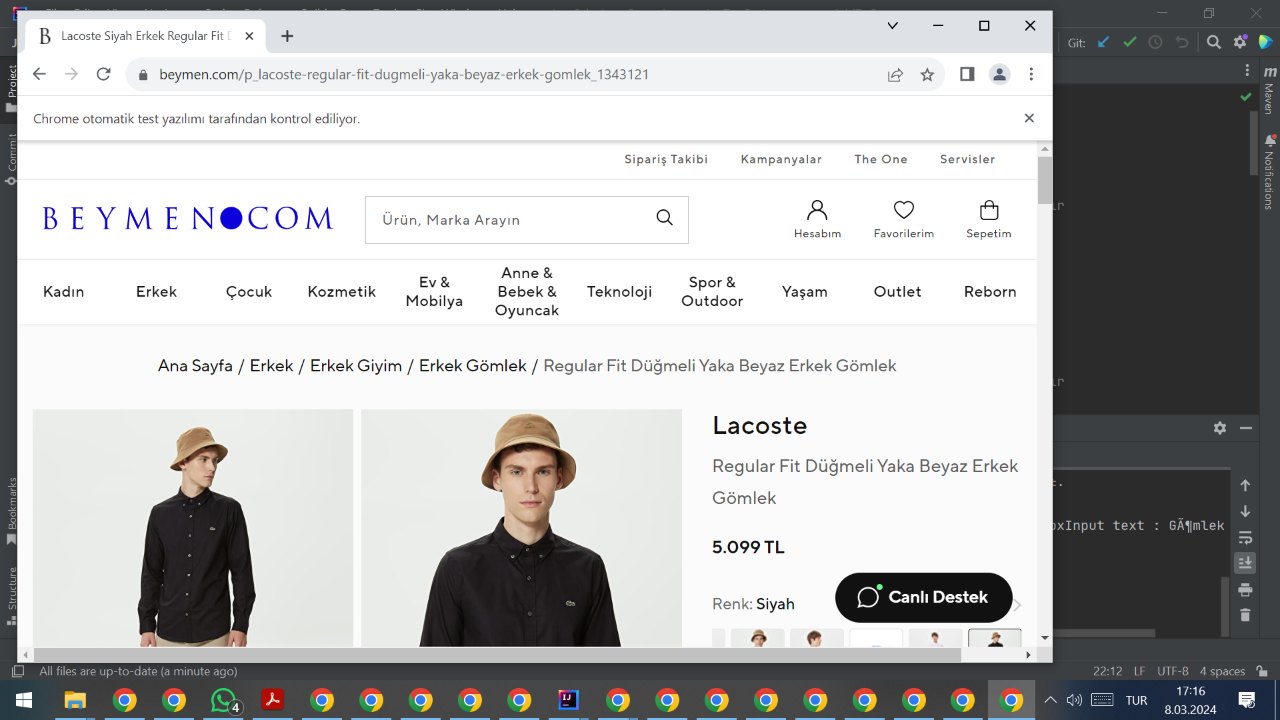 Lacoste Siyah Erkek Regular Fit D
beymen.com/p_lacoste-regular-fit-dugmeli-yaka-beyaz-erkek-gomlek_1343121
Git:
Chrome otomatik test yazılımı tarafından kontrol ediliyor.
Sipariş Takibi Kampanyalar The One Servisler
BEYMEN COM
Ürün, Marka Arayın
Hesabım Favorilerim Sepetim
Kadın Erkek Çocuk Kozmetik Ev & Mobilya Anne & Bebek & Oyuncak Teknoloji Spor & Outdoor Yaşam Outlet Reborn
Ana Sayfa / Erkek / Erkek Giyim / Erkek Gömlek / Regular Fit Düğmeli Yaka Beyaz Erkek Gömlek
Lacoste
Regular Fit Düğmeli Yaka Beyaz Erkek
Gömlek
5.099 TL
Renk: Siyah
Canlı Destek
Project
Commit
Bookmarks
Structure
m
Maven
Notifications
oxInput text : GÃ¶mlek
All files are up-to-date (a minute ago)
22:12 LF UTF-8 4 spaces
4
TUR
17:16
8.03.2024